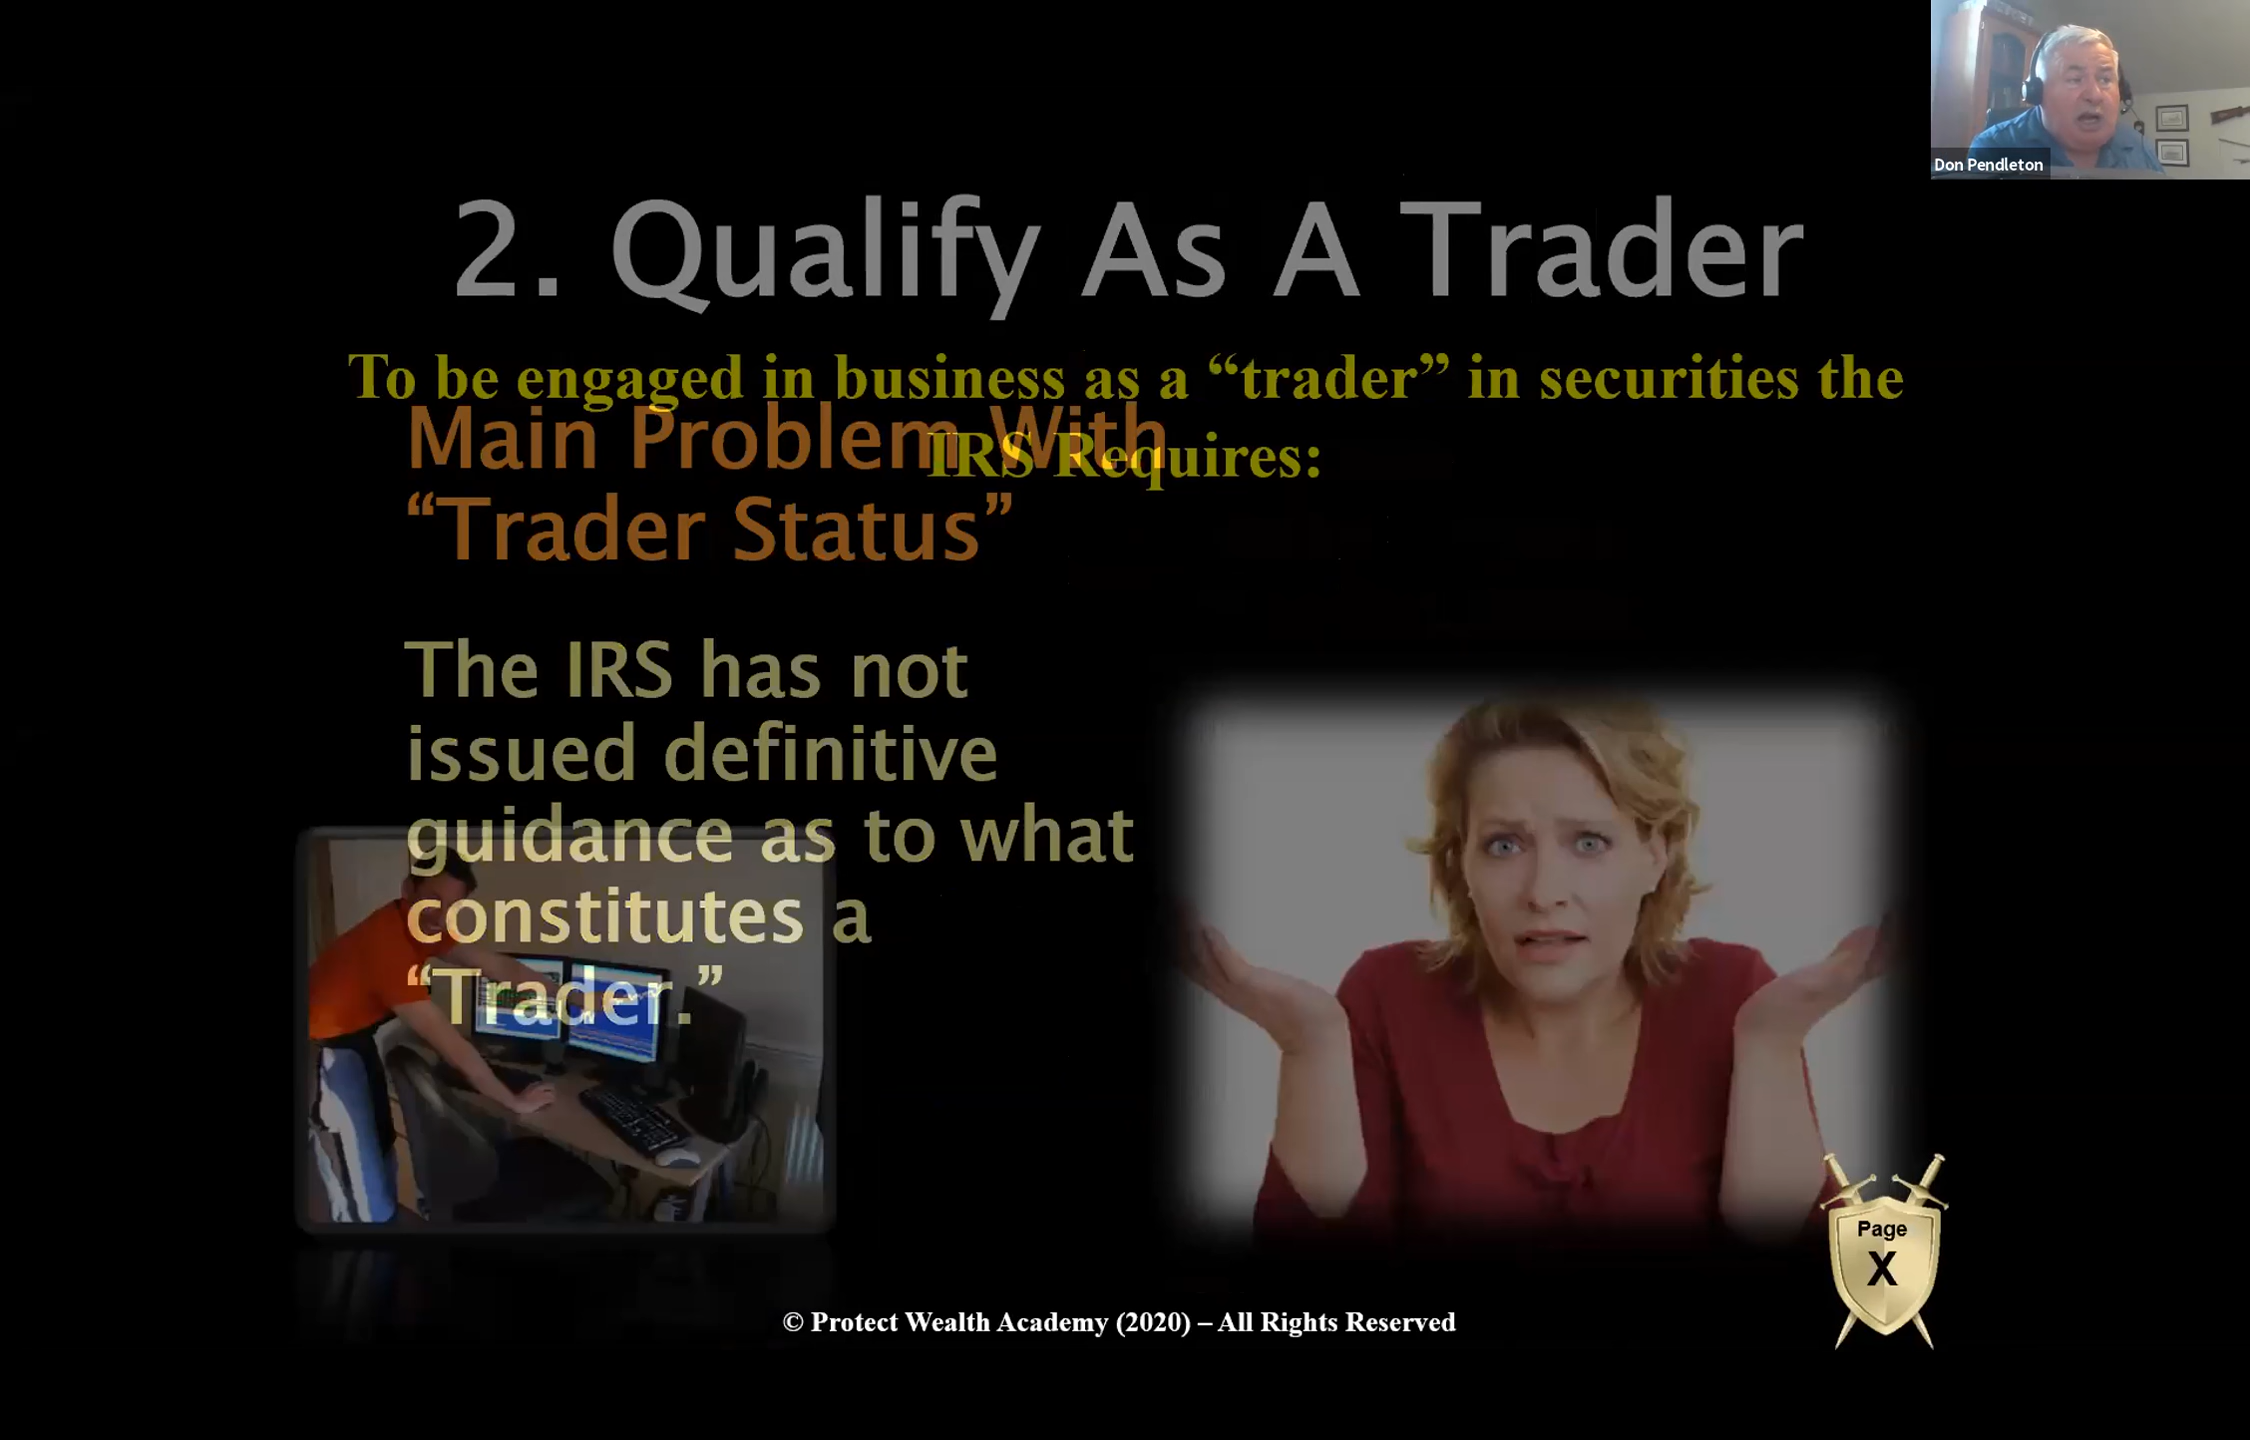 Don Pendleton
2. Qualify As A Trader
To be engaged in business as a “trader” in securities the
IRS Requires:
Main Problem With
“Trader Status”
The IRS has not
issued definitive
guidance as to what
constitutes a
“Trader.”
Page
X
© Protect Wealth Academy (2020) – All Rights Reserved